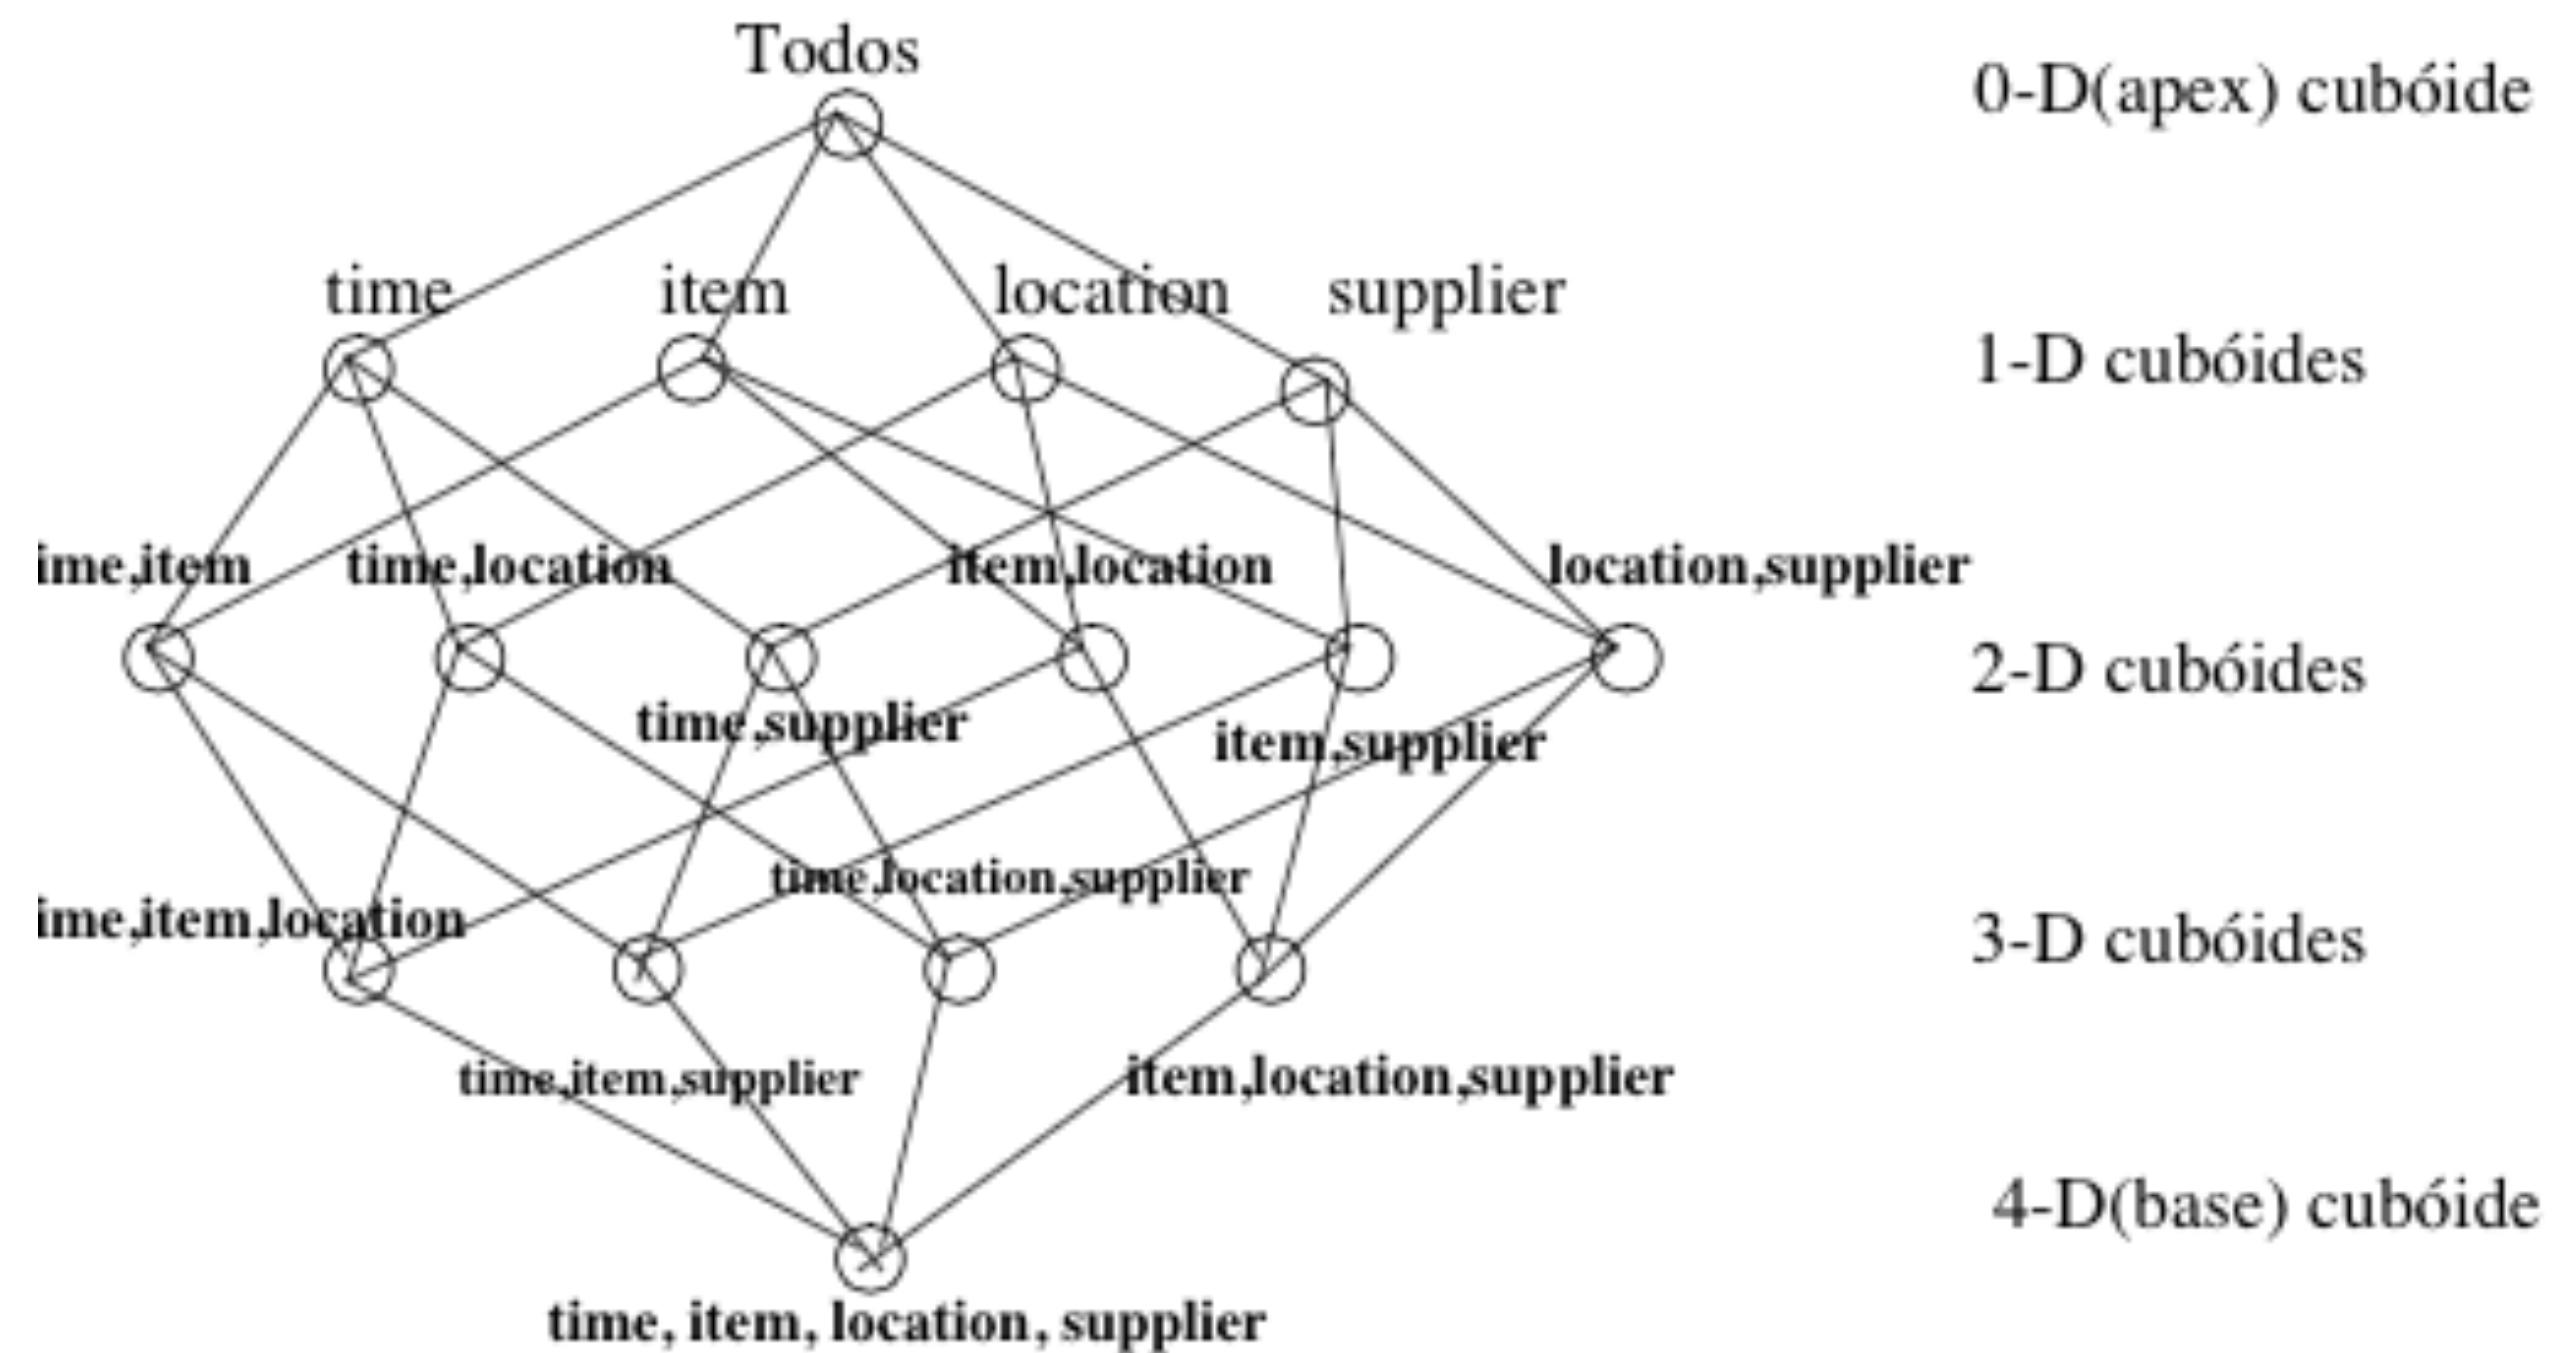 Todos
0-D(apex) cubóide
time
item
location
supplier
1-D cubóides
ime,item
time,location
item,location
location,supplier
2-D cubóides
time,supplier
item,supplier
time,location,supplier
ime,item,location
3-D cubóides
time,item,supplier
item,location,supplier
4-D(base) cubóide
time, item, location, supplier